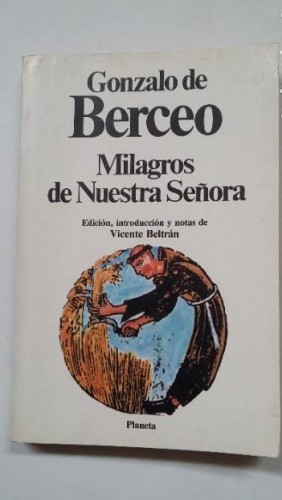 Gonzalo de
Berceo
Milagros
de Nuestra Señora
Edición, introducción y notas de
Vicente Beltrán
Planeta